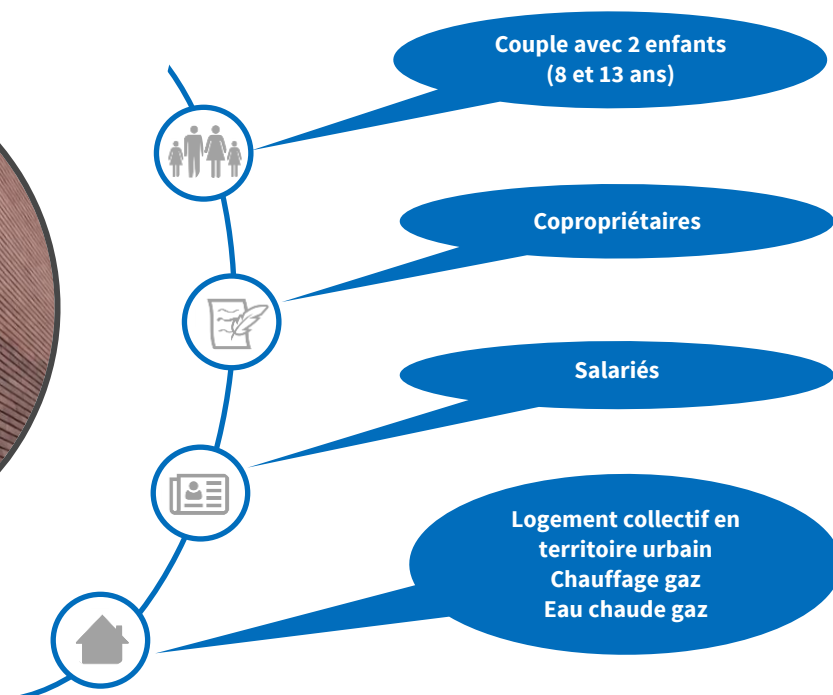 Couple avec 2 enfants
(8 et 13 ans)
Copropriétaires
Salariés
Logement collectif en
territoire urbain
Chauffage gaz
Eau chaude gaz